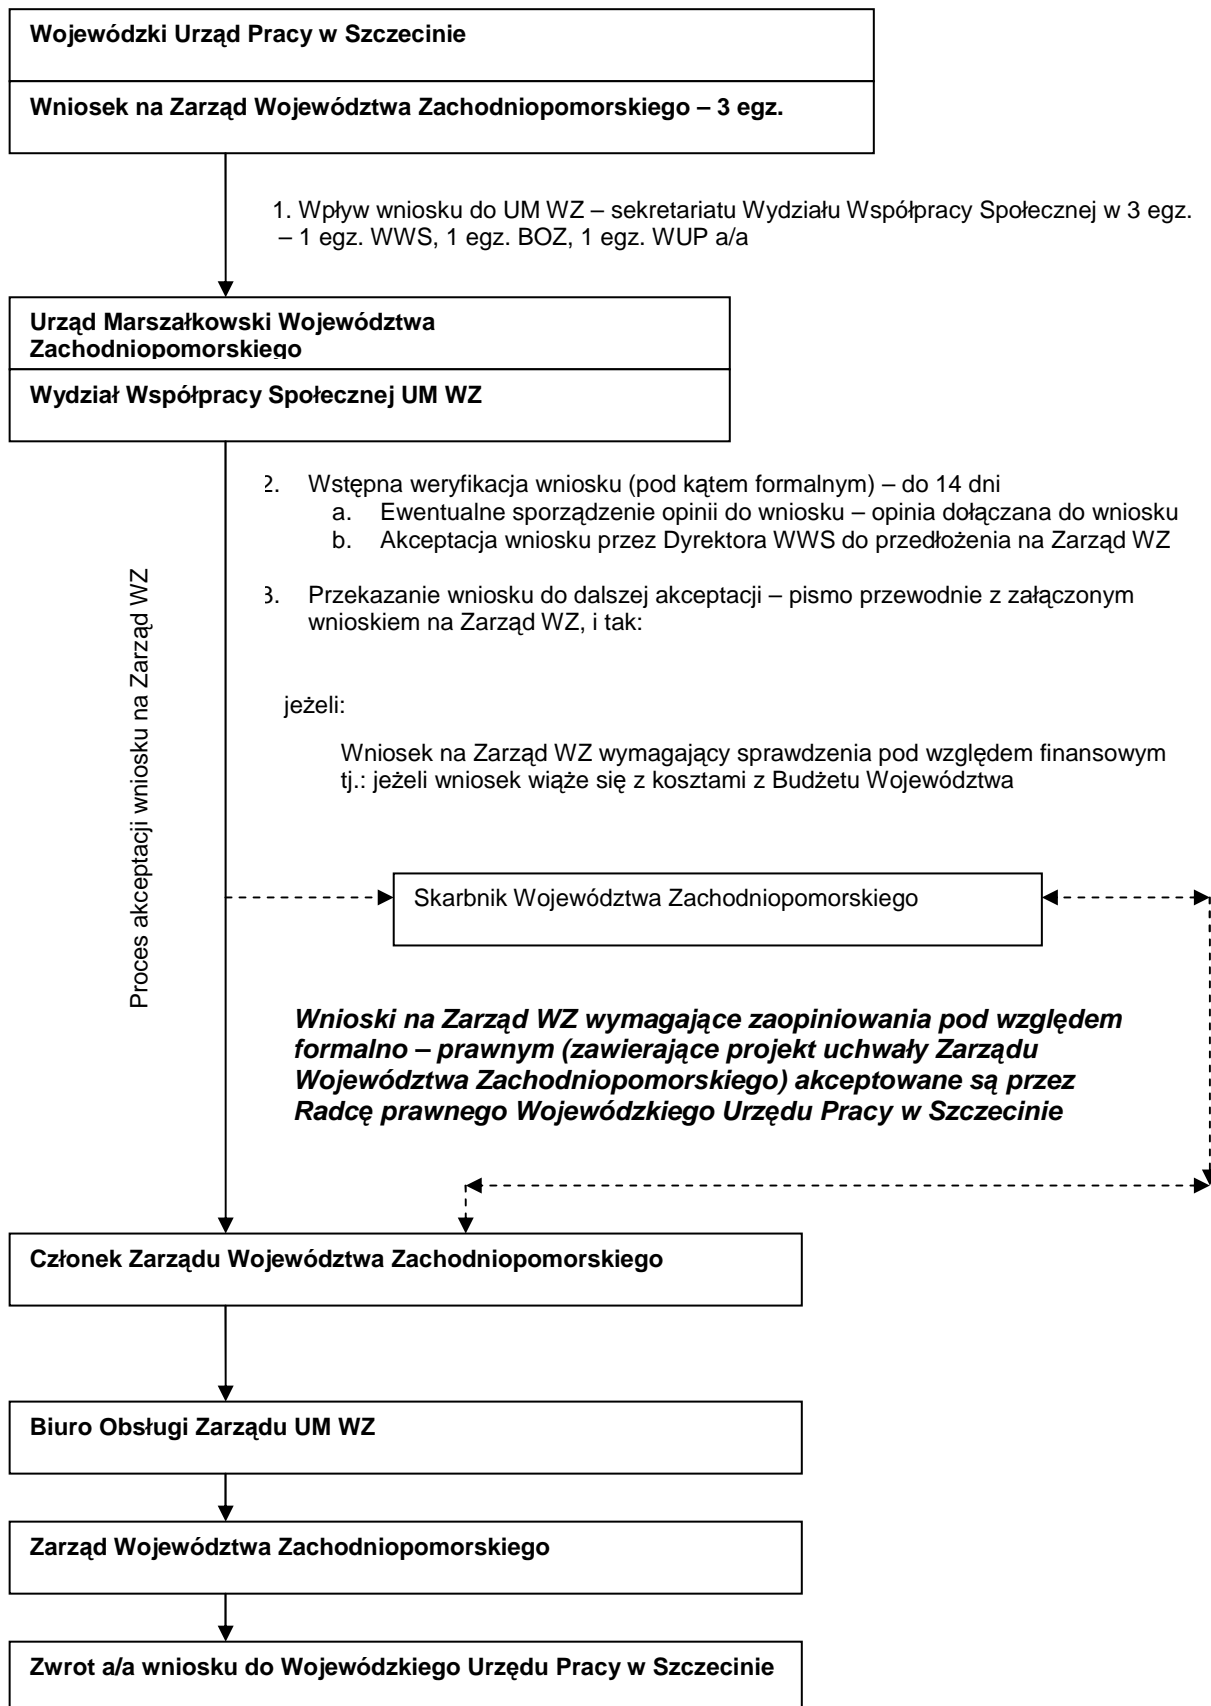 Wojewódzki Urząd Pracy w Szczecinie
Wniosek na Zarząd Województwa Zachodniopomorskiego – 3 egz.
1. Wpływ wniosku do UM WZ – sekretariatu Wydziału Współpracy Społecznej w 3 egz.
– 1 egz. WWS, 1 egz. BOZ, 1 egz. WUP a/a
Urząd Marszałkowski Województwa
Zachodniopomorskiego
Wydział Współpracy Społecznej UM WZ
2. Wstępna weryfikacja wniosku (pod kątem formalnym) – do 14 dni
a. Ewentualne sporządzenie opinii do wniosku – opinia dołączana do wniosku
b. Akceptacja wniosku przez Dyrektora WWS do przedłożenia na Zarząd WZ
3. Przekazanie wniosku do dalszej akceptacji – pismo przewodnie z załączonym
wnioskiem na Zarząd WZ, i tak:
Proces akceptacji wniosku na Zarząd WZ
jeżeli:
Wniosek na Zarząd WZ wymagający sprawdzenia pod względem finansowym
tj.: jeżeli wniosek wiąże się z kosztami z Budżetu Województwa
Skarbnik Województwa Zachodniopomorskiego
Wnioski na Zarząd WZ wymagające zaopiniowania pod względem
formalno – prawnym (zawierające projekt uchwały Zarządu
Województwa Zachodniopomorskiego) akceptowane są przez
Radcę prawnego Wojewódzkiego Urzędu Pracy w Szczecinie
Członek Zarządu Województwa Zachodniopomorskiego
Biuro Obsługi Zarządu UM WZ
Zarząd Województwa Zachodniopomorskiego
Zwrot a/a wniosku do Wojewódzkiego Urzędu Pracy w Szczecinie